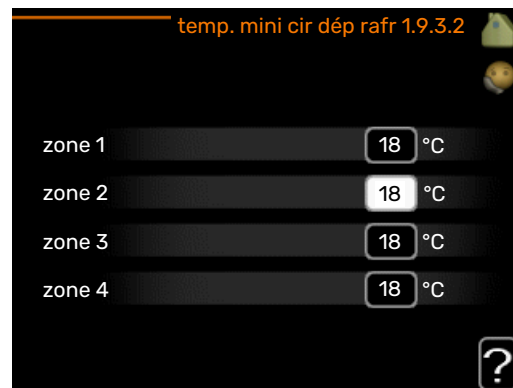 temp. mini cir dép rafr 1.9.3.2
zone 1 18 °C
zone 2 18 °C
zone 3 18 °C
zone 4 18 °C
?